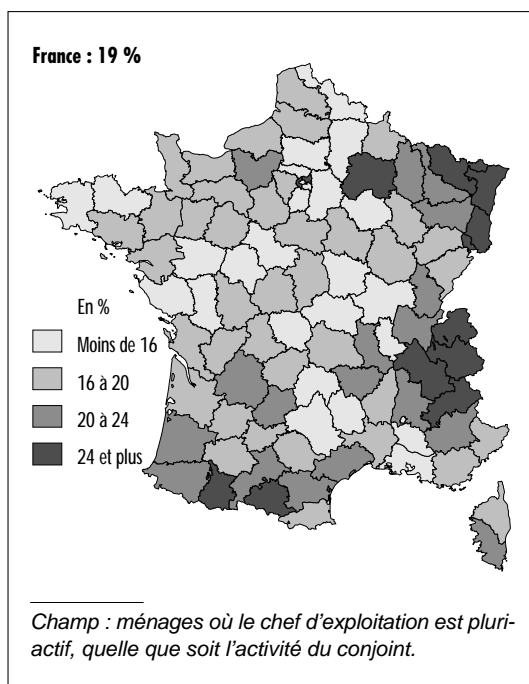 France : 19 %
En %
Moins de 16
16 à 20
20 à 24
24 et plus
Champ : ménages où le chef d'exploitation est pluri-
actif, quelle que soit l'activité du conjoint.